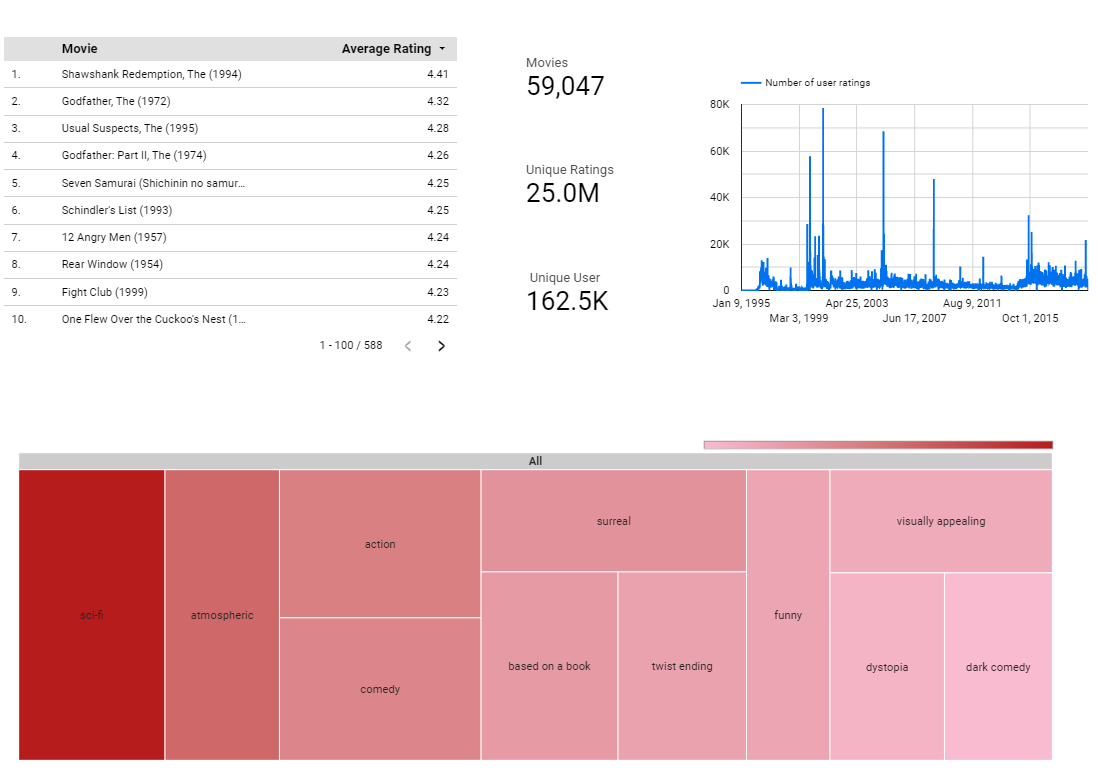 Movie Average Rating
1. Shawshank Redemption, The (1994) 4.41
2. Godfather, The (1972) 4.32
3. Usual Suspects, The (1995) 4.28
4. Godfather: Part II, The (1974) 4.26
5. Seven Samurai (Shichinin no samur... 4.25
6. Schindler's List (1993) 4.25
7. 12 Angry Men (1957) 4.24
8. Rear Window (1954) 4.24
9. Fight Club (1999) 4.23
10. One Flew Over the Cuckoo's Nest (1... 4.22
1 - 100 / 588
Movies
59,047
Unique Ratings
25.0M
Unique User
162.5K
Number of user ratings
80K
60K
40K
20K
0
Jan 9, 1995 Apr 25, 2003 Aug 9, 2011
Mar 3, 1999 Jun 17, 2007 Oct 1, 2015
All
sci-fi
atmospheric
action
comedy
surreal
based on a book
twist ending
funny
visually appealing
dystopia
dark comedy